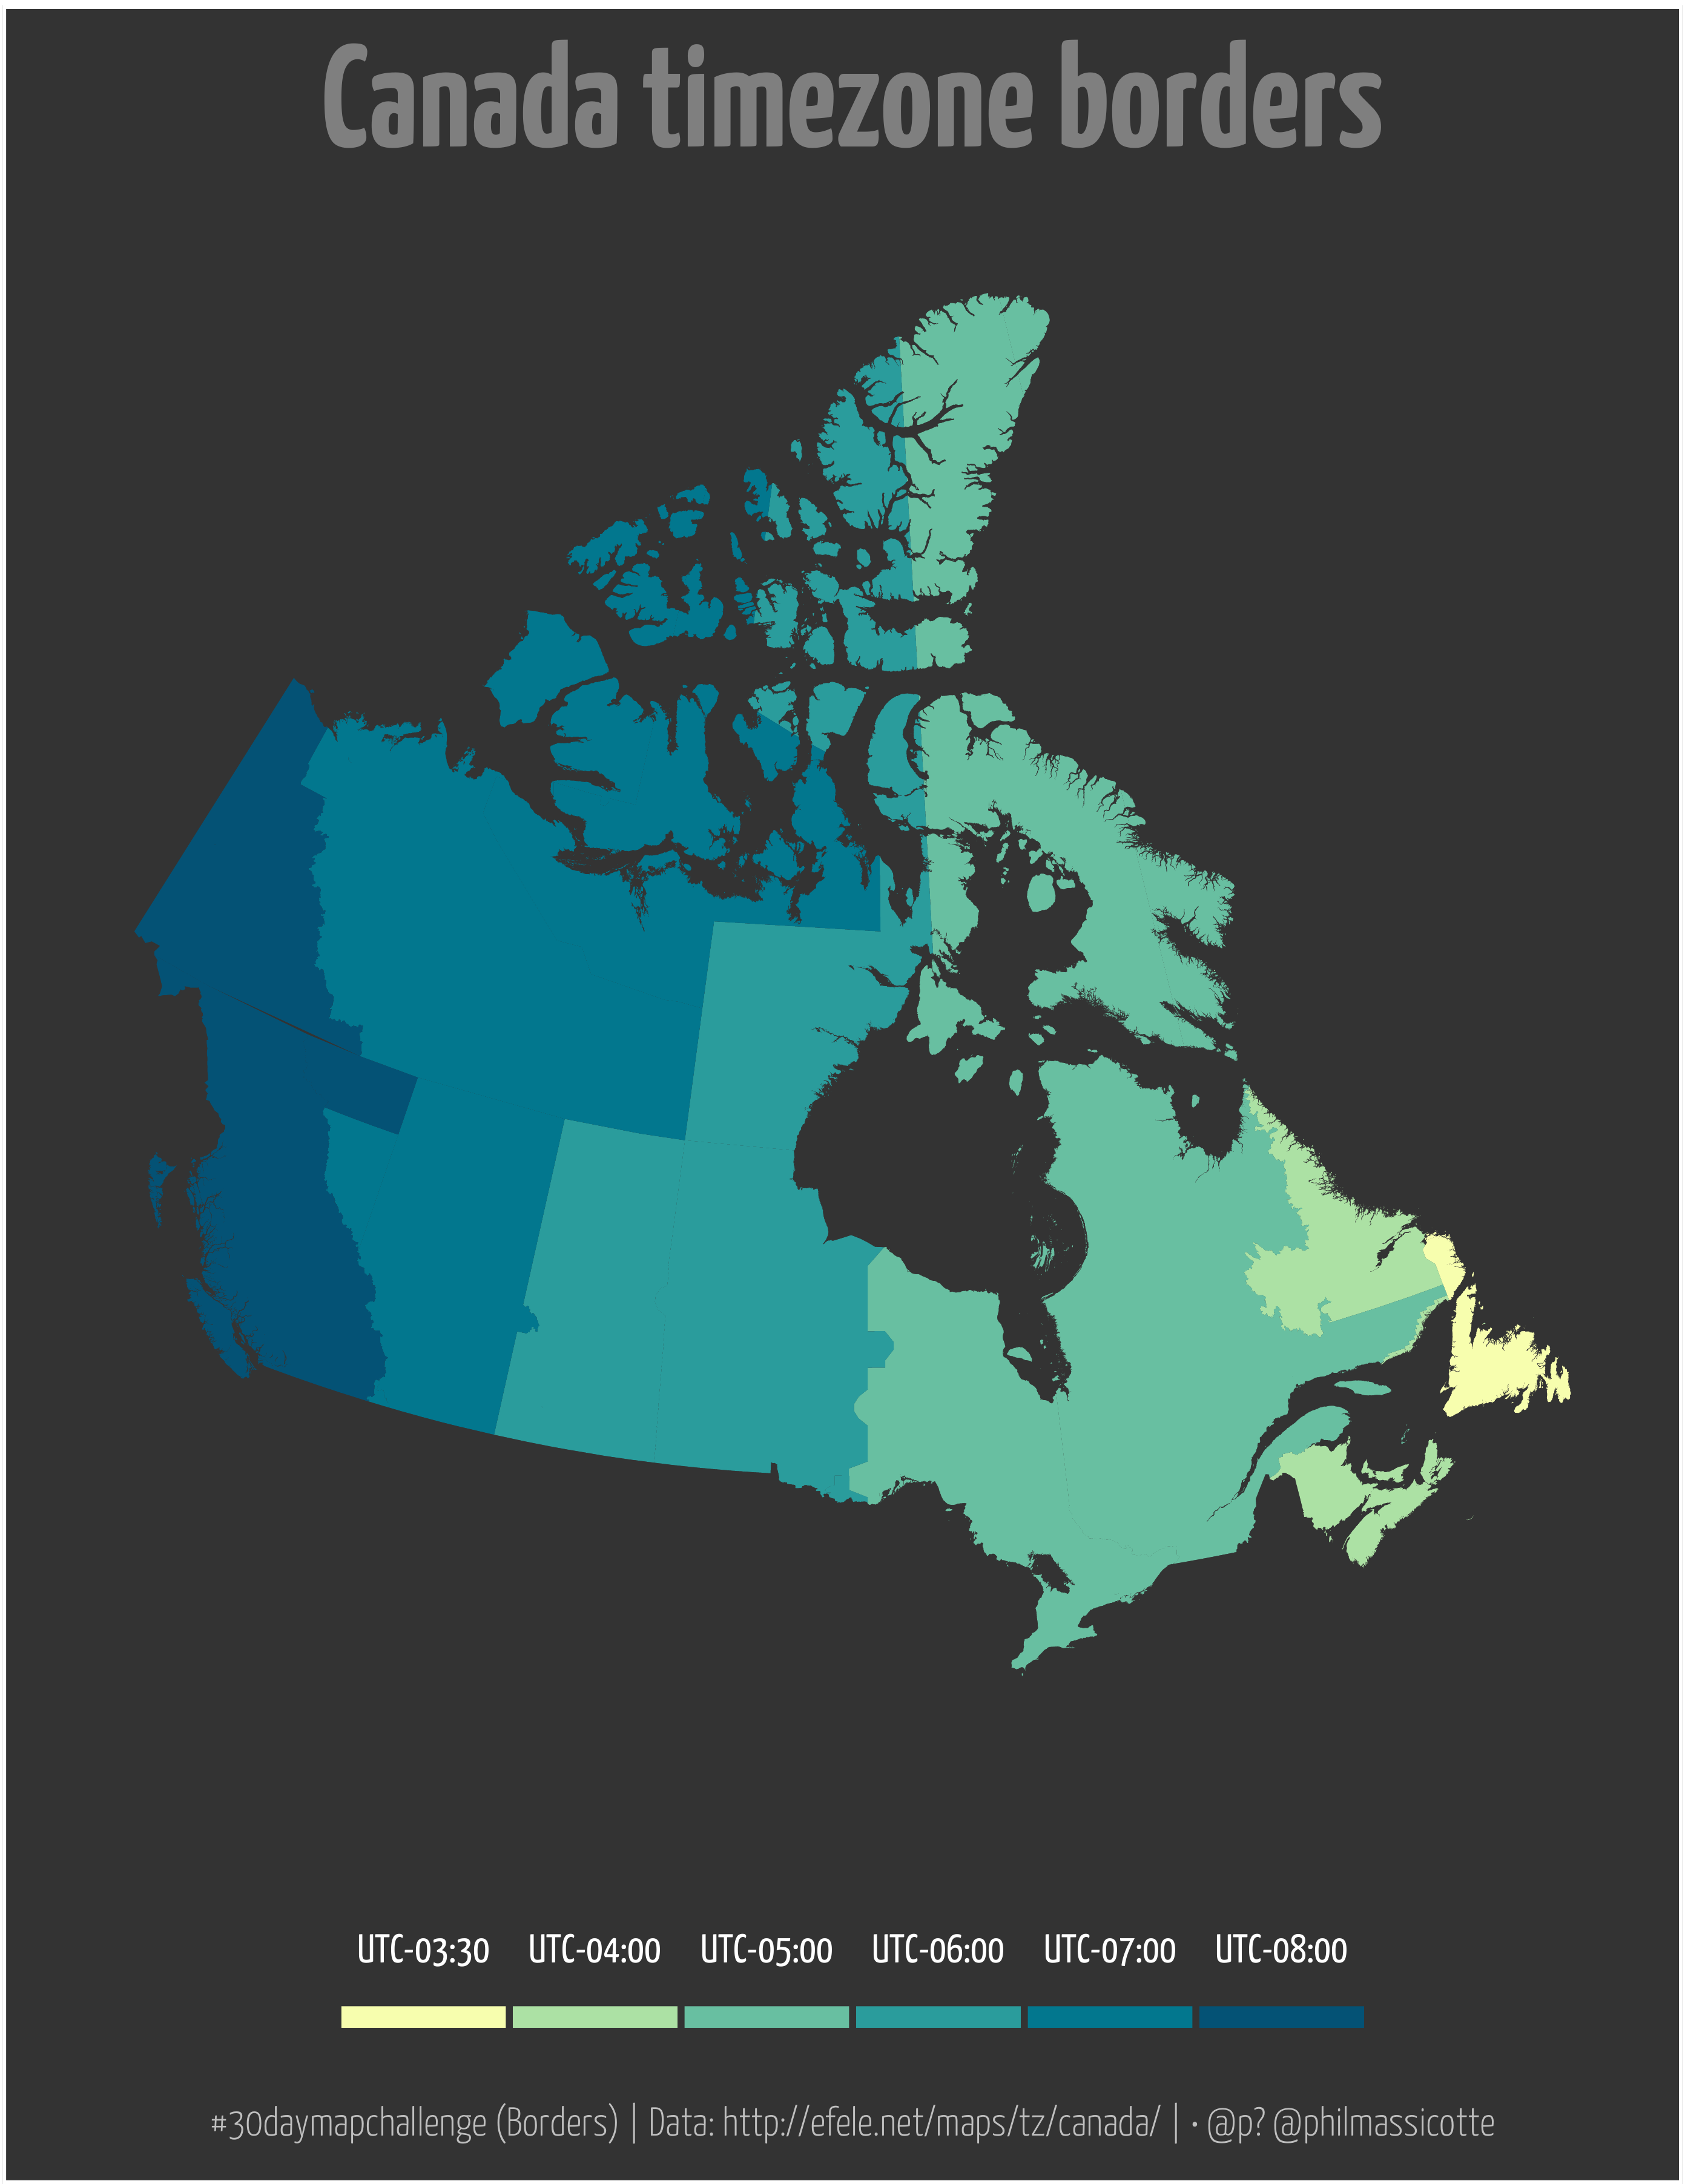 Canada timezone borders
UTC-03:30 UTC-04:00 UTC-05:00 UTC-06:00 UTC-07:00 UTC-08:00
#30daymapchallenge (Borders) | Data: http://efele.net/maps/tz/canada/ | • @p? @philmassicotte